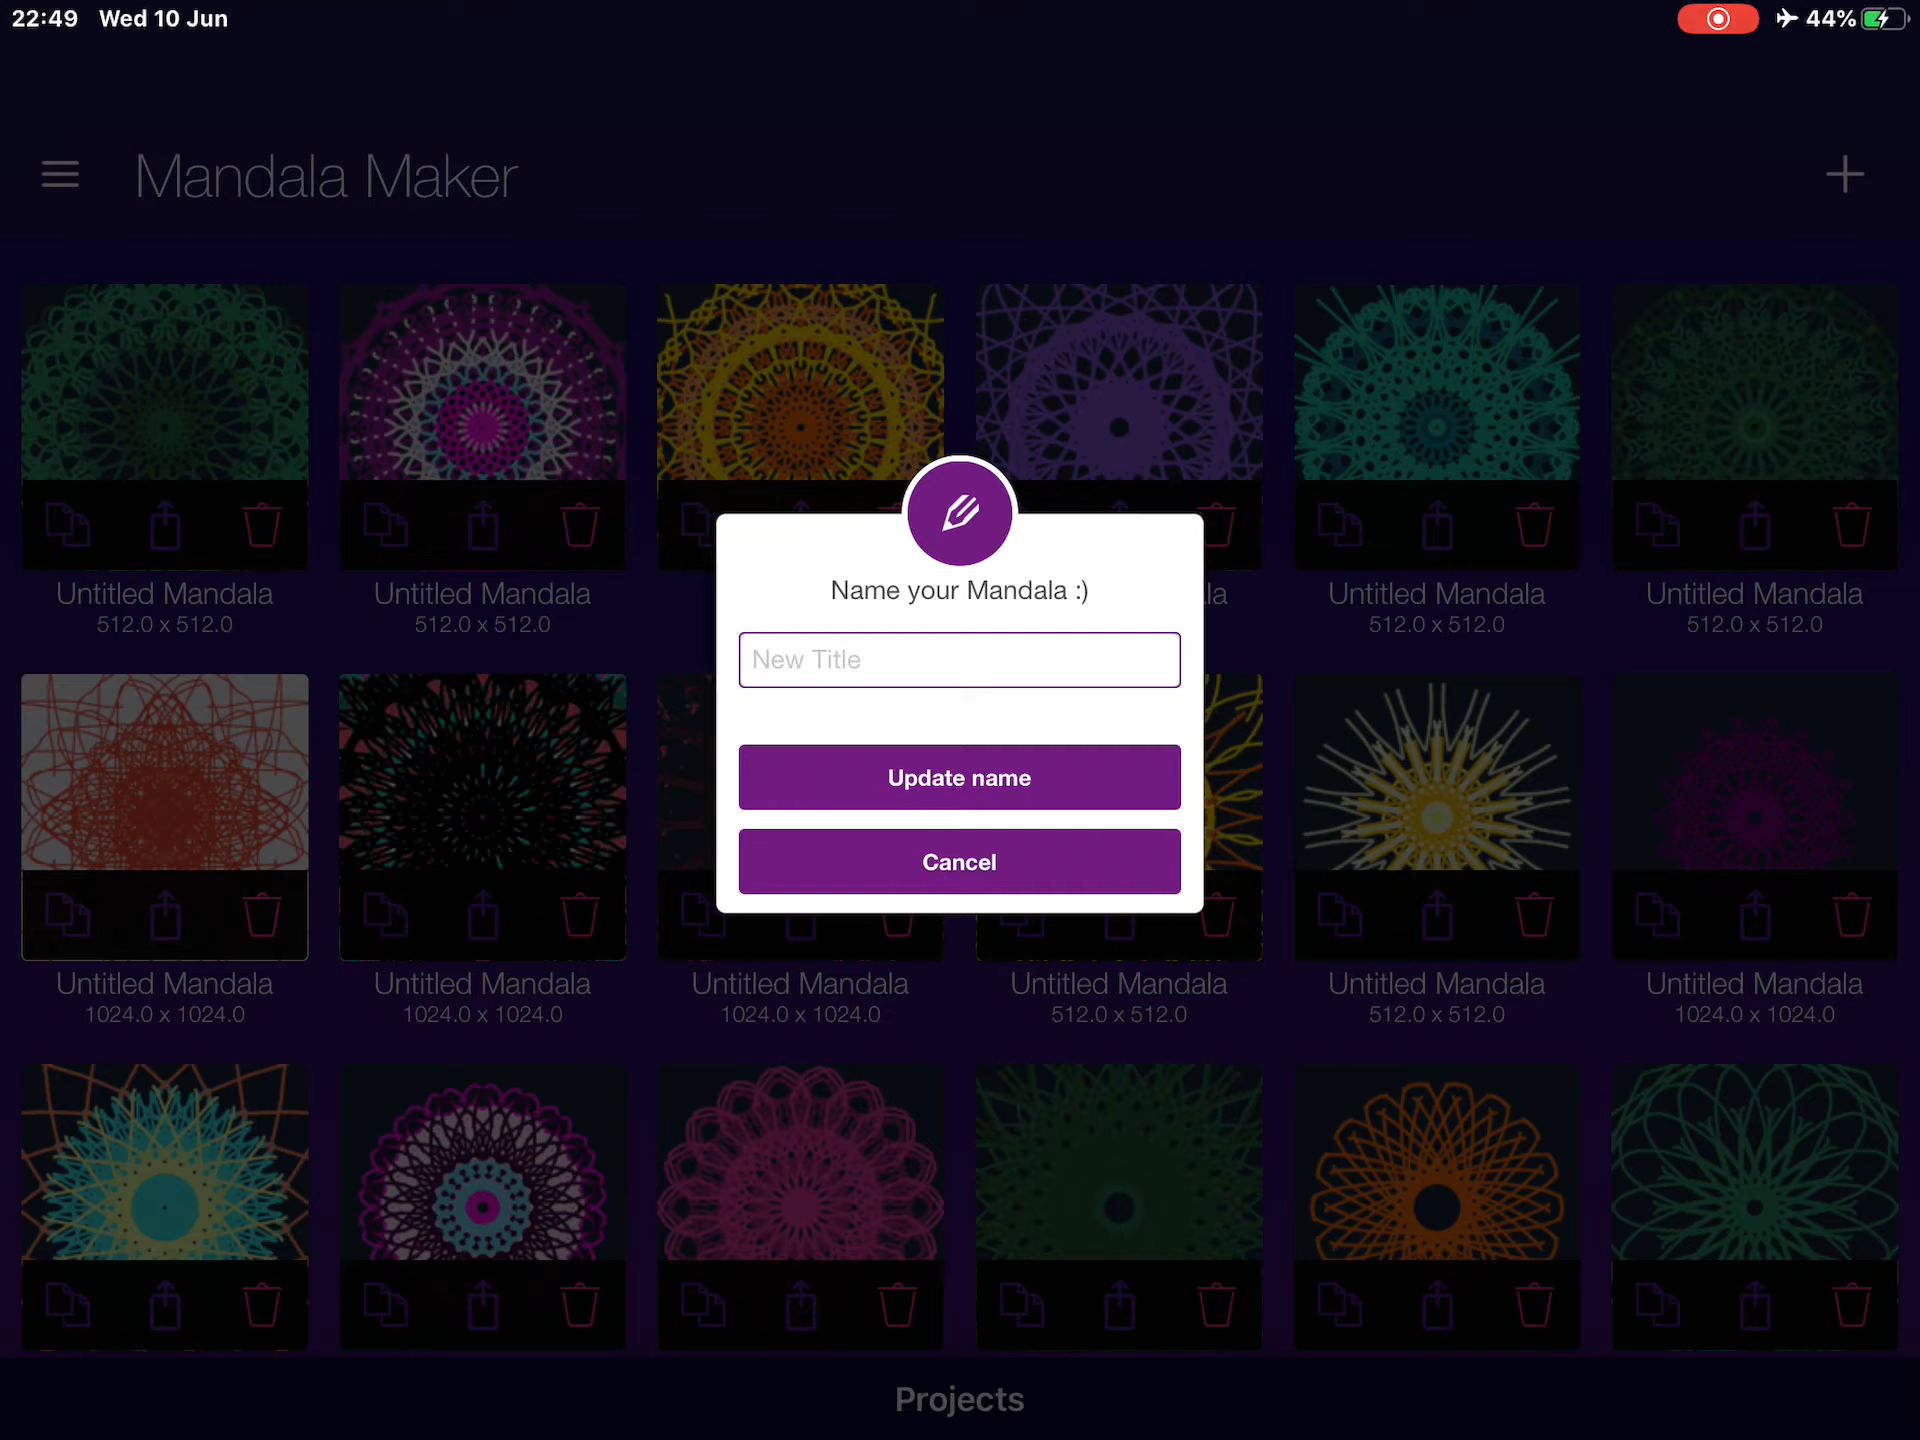 22:49 Wed 10 Jun 44%
Mandala Maker
Untitled Mandala Untitled Mandala la Untitled Mandala Untitled Mandala
512.0 x 512.0 512.0 x 512.0 512.0 x 512.0 512.0 x 512.0
Name your Mandala :)
New Title
Update name
Cancel
Untitled Mandala Untitled Mandala Untitled Mandala Untitled Mandala Untitled Mandala Untitled Mandala
1024.0 x 1024.0 1024.0 x 1024.0 1024.0 x 1024.0 512.0 x 512.0 512.0 x 512.0 1024.0 x 1024.0
Projects